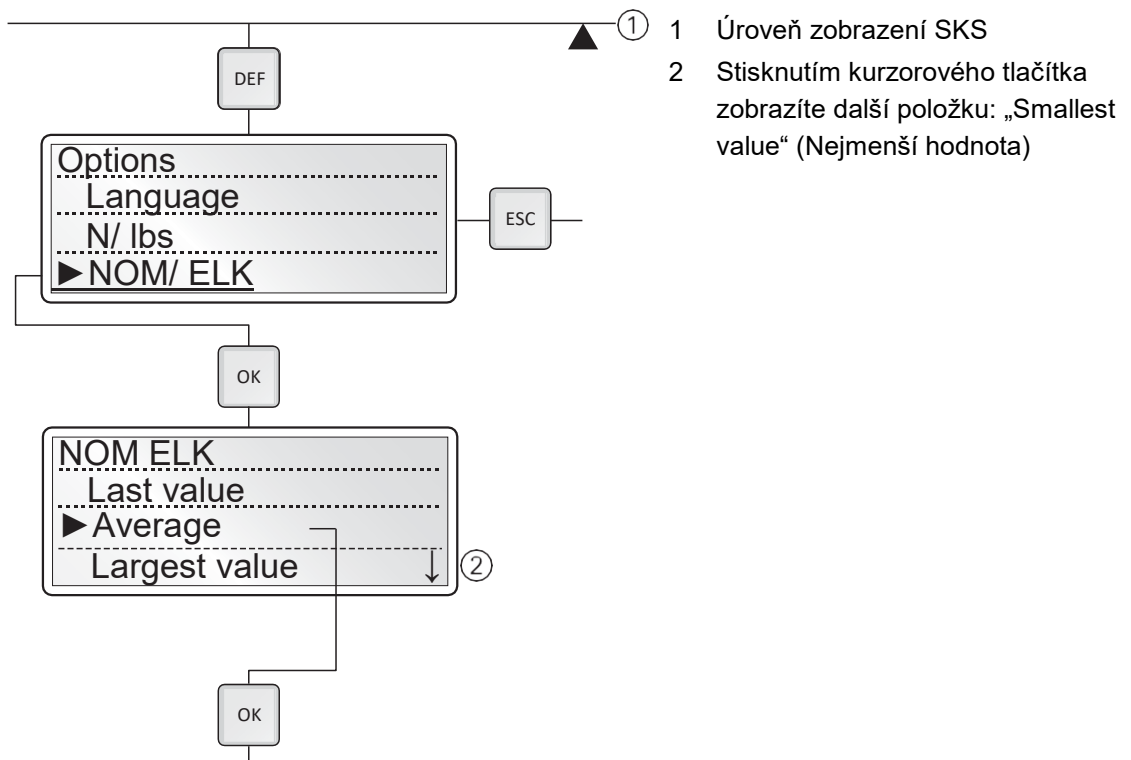 1
1 Úroveň zobrazení SKS
2 Stisknutím kurzorového tlačítka
zobrazíte další položku: „Smallest
value“ (Nejmenší hodnota)
DEF
Options
Language
N/ lbs
►NOM/ ELK
ESC
OK
NOM ELK
Last value
►Average
Largest value ↓
2
OK